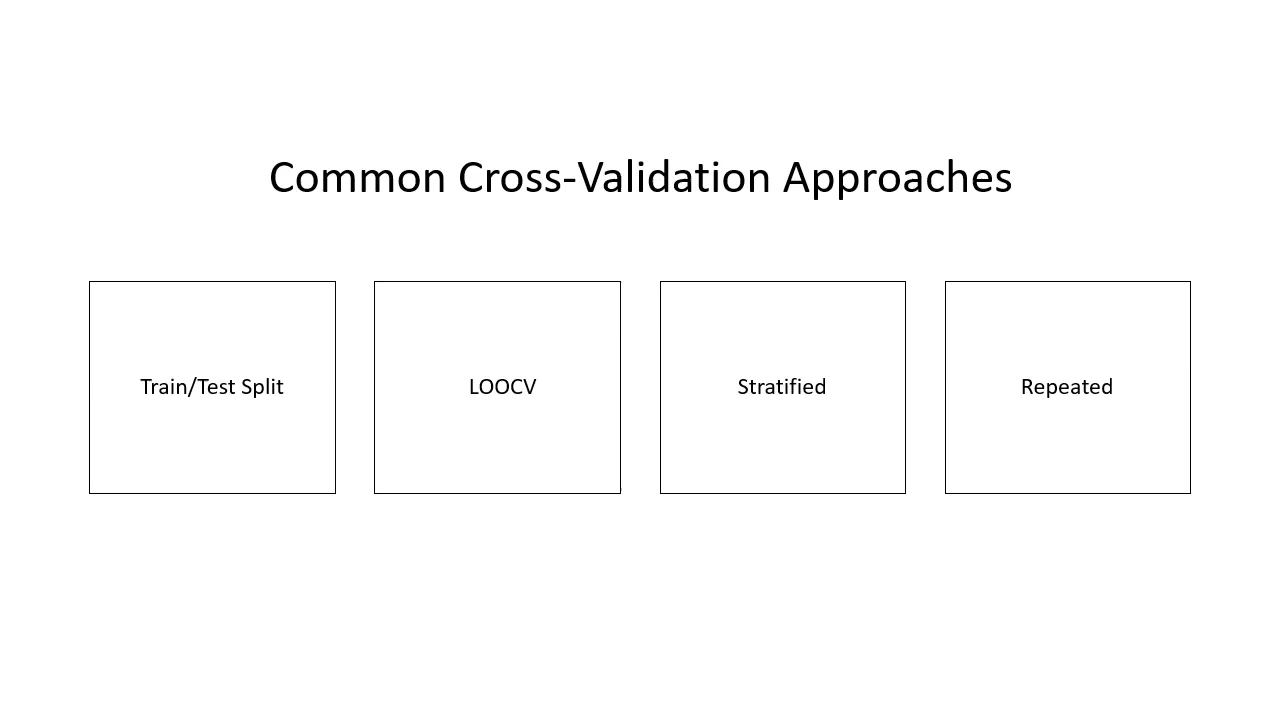 Common Cross-Validation Approaches
Train/Test Split
LOOCV
Stratified
Repeated